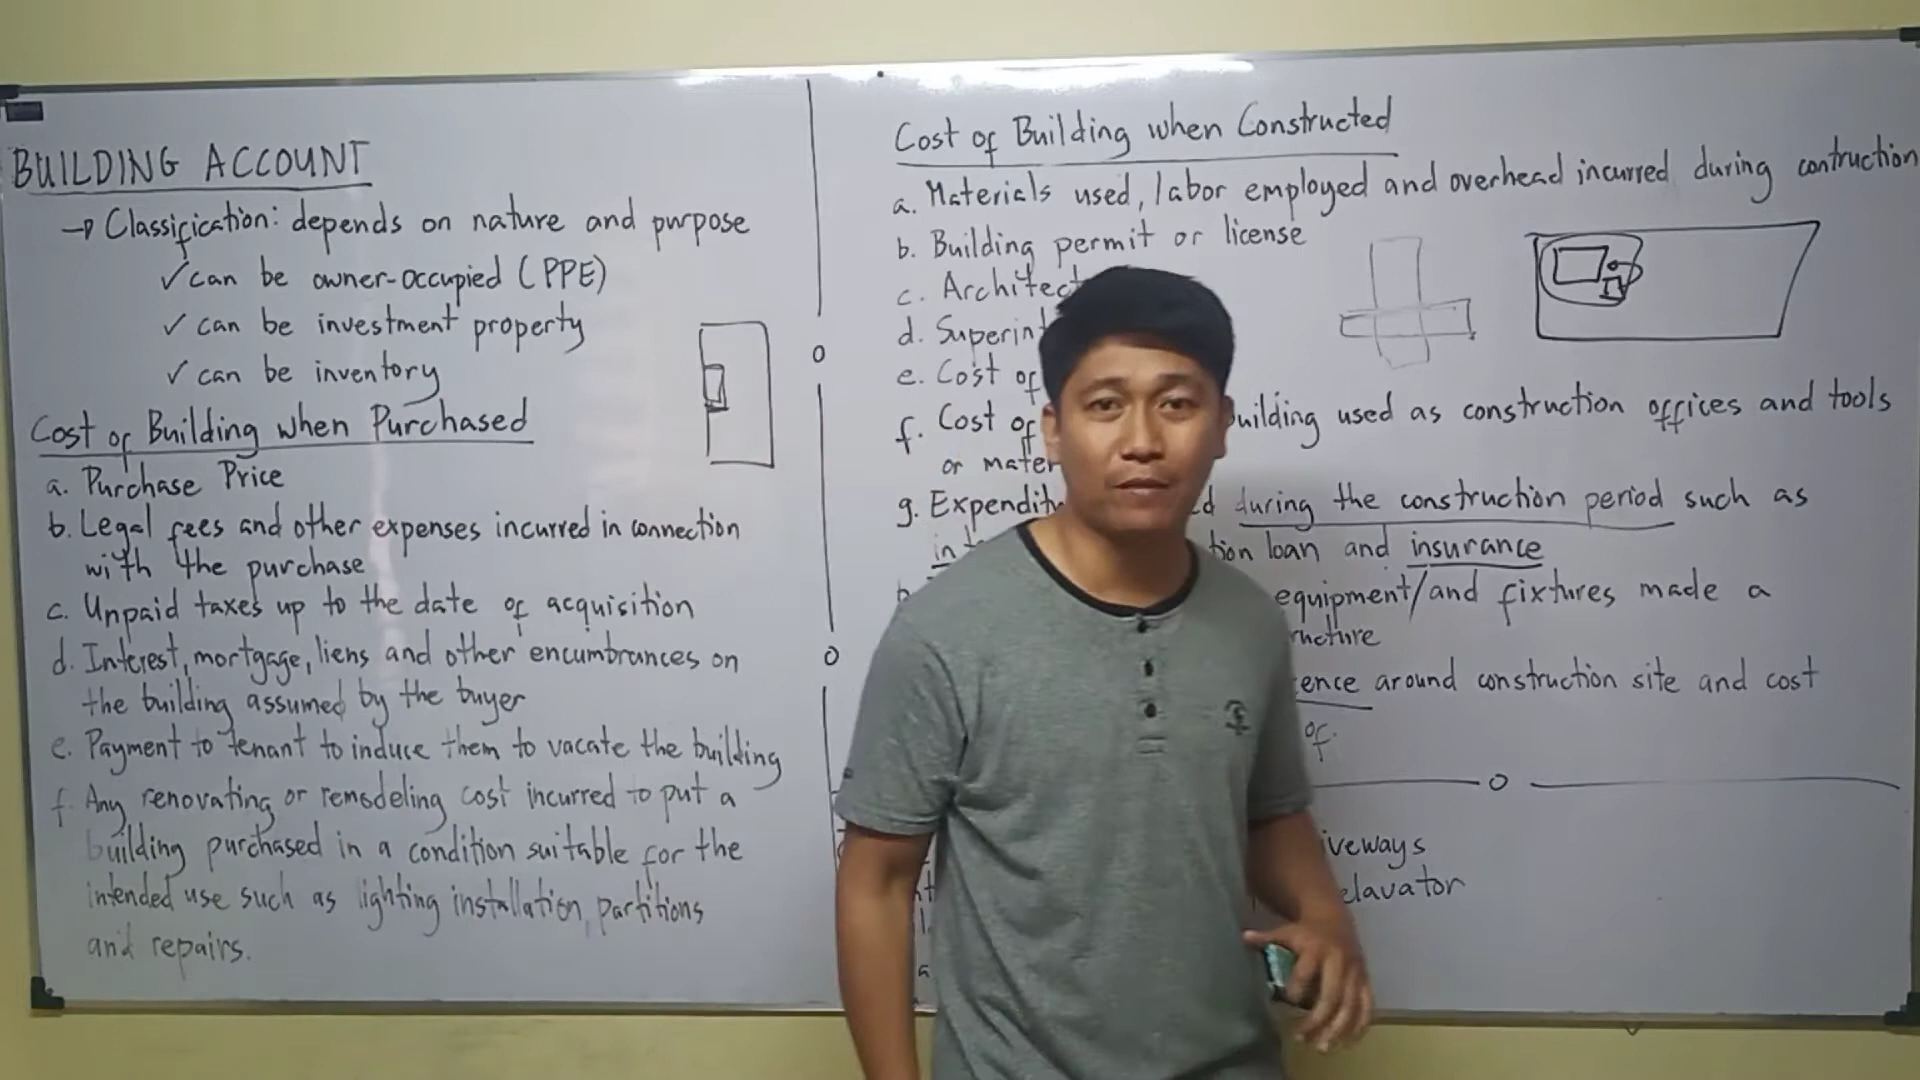 BUILDING ACCOUNT
→ Classification: depends on nature and purpose
✓ can be owner-occupied (PPE)
✓ can be investment property
✓ can be inventory
Cost of Building when Purchased
a. Purchase Price
b. Legal fees and other expenses incurred in connection
with the purchase
c. Unpaid taxes up to the date of acquisition
d. Interest, mortgage, liens and other encumbrances on
the building assumed by the buyer
e. Payment to tenant to induce them to vacate the building
f. Any renovating or remodeling cost incurred to put a
building purchased in a condition suitable for the
intended use such as lighting installation, partitions
and repairs.
Cost of Building when Constructed
a. Materials used, labor employed and overhead incurred during contruction
b. Building permit or license
c. Architect
d. Superint
e. Cost of
f. Cost of building used as construction offices and tools
or mater
g. Expenditu d during the construction period such as
in tion loan and insurance
h equipment/and fixtures made a
ructure
ence around construction site and cost
of.
iveways
elavator